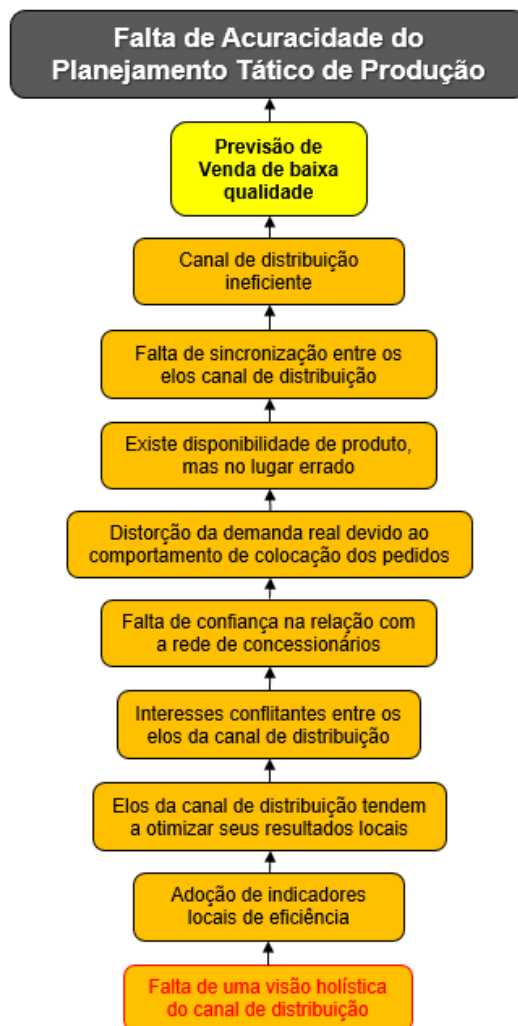 Falta de Acuracidade do
Planejamento Tático de Produção
Previsão de
Venda de baixa
qualidade
Canal de distribuição
ineficiente
Falta de sincronização entre os
elos canal de distribuição
Existe disponibilidade de produto,
mas no lugar errado
Distorção da demanda real devido ao
comportamento de colocação dos pedidos
Falta de confiança na relação com
a rede de concessionários
Interesses conflitantes entre os
elos da canal de distribuição
Elos da canal de distribuição tendem
a otimizar seus resultados locais
Adoção de indicadores
locais de eficiência
Falta de uma visão holística
do canal de distribuição